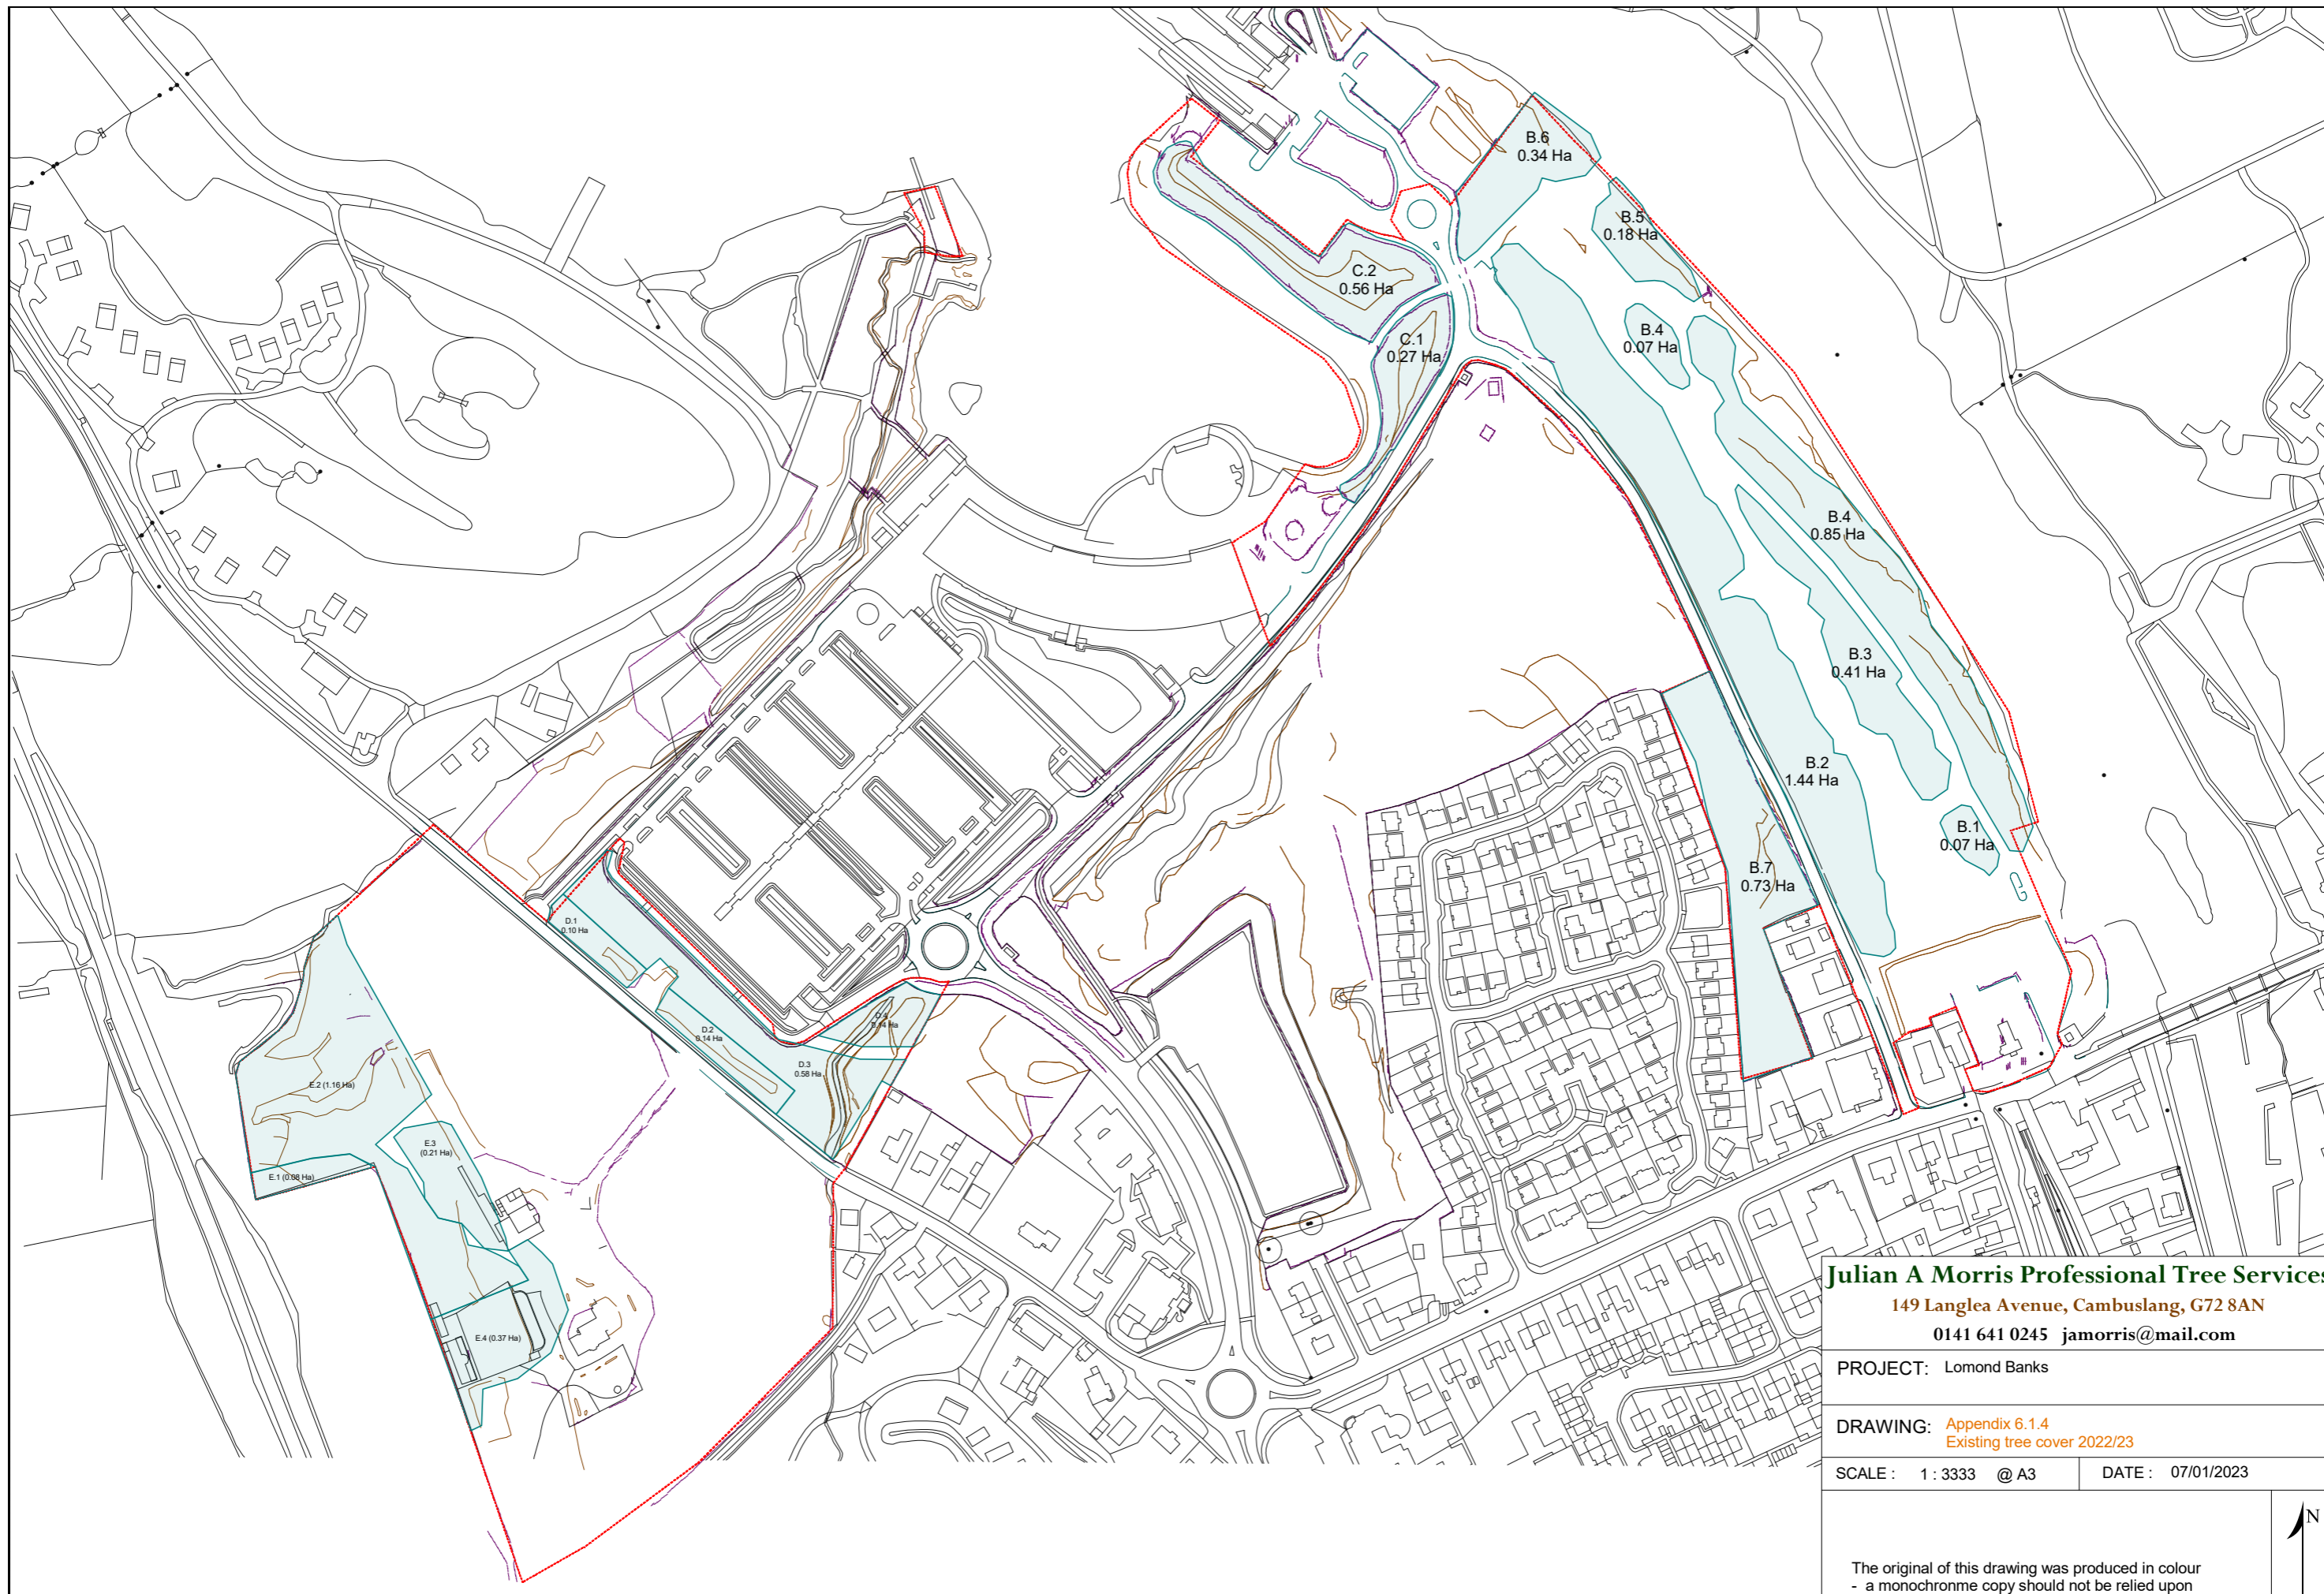 B.6
0.34 Ha
B.5
0.18 Ha
C.2
0.56 Ha
B.4
0.07 Ha
C.1
0.27 Ha
B.4
0.85 Ha
B.3
0.41 Ha
B.2
1.44 Ha
B.1
0.07 Ha
B.7
0.73 Ha
D.1
0.10 Ha
D.2
0.14 Ha
D.4
0.14 Ha
D.3
0.58 Ha
E.2 (1.16 Ha)
E.3
(0.21 Ha)
E.1 (0.08 Ha)
E.4 (0.37 Ha)
Julian A Morris Professional Tree Services
149 Langlea Avenue, Cambuslang, G72 8AN
0141 641 0245 jamorris@mail.com
PROJECT: Lomond Banks
DRAWING: Appendix 6.1.4
Existing tree cover 2022/23
SCALE : 1 : 3333 @ A3 DATE : 07/01/2023
N
The original of this drawing was produced in colour
- a monochronme copy should not be relied upon